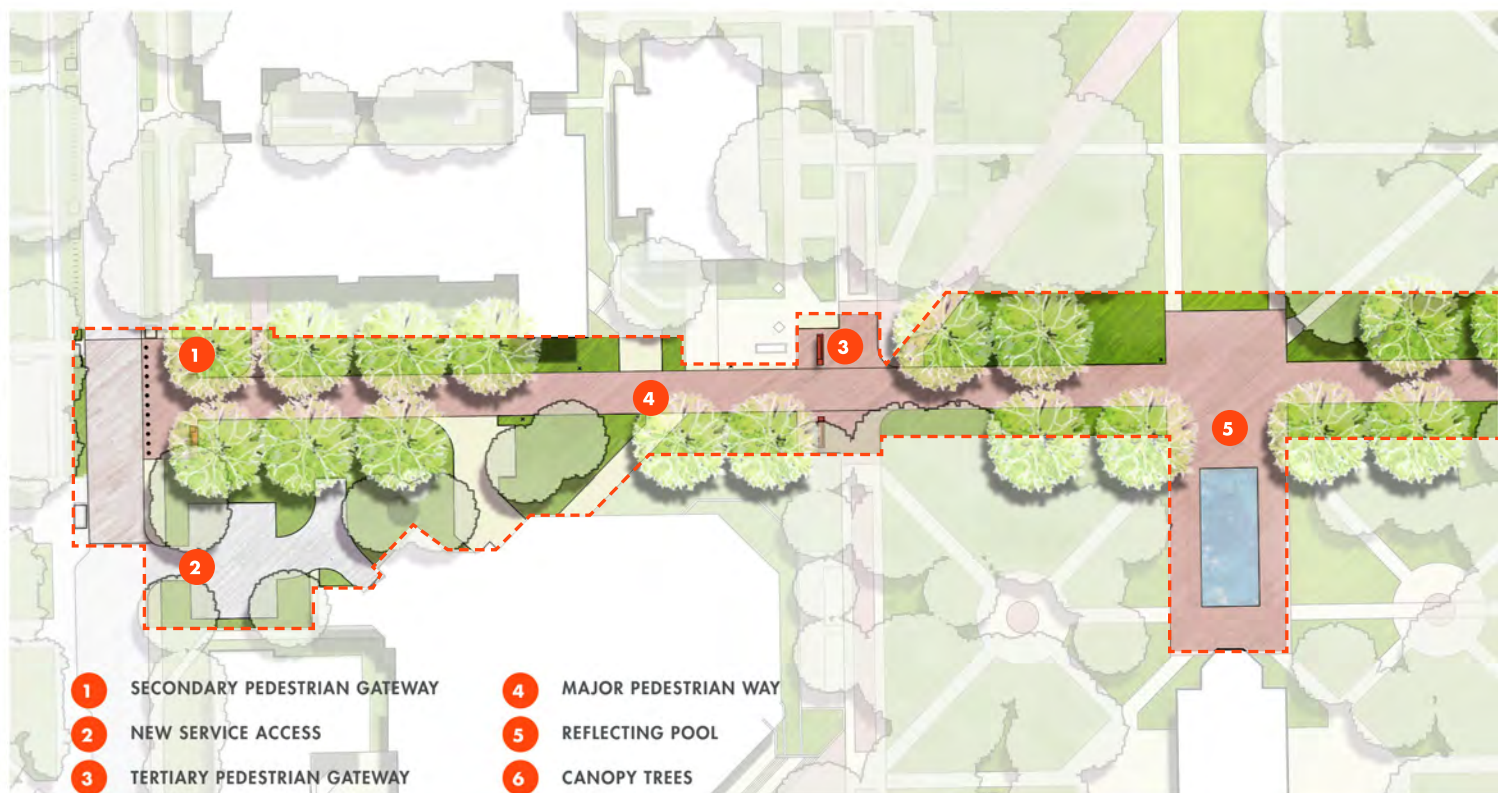 1
3
4
5
2
1 SECONDARY PEDESTRIAN GATEWAY
2 NEW SERVICE ACCESS
3 TERTIARY PEDESTRIAN GATEWAY
4 MAJOR PEDESTRIAN WAY
5 REFLECTING POOL
6 CANOPY TREES